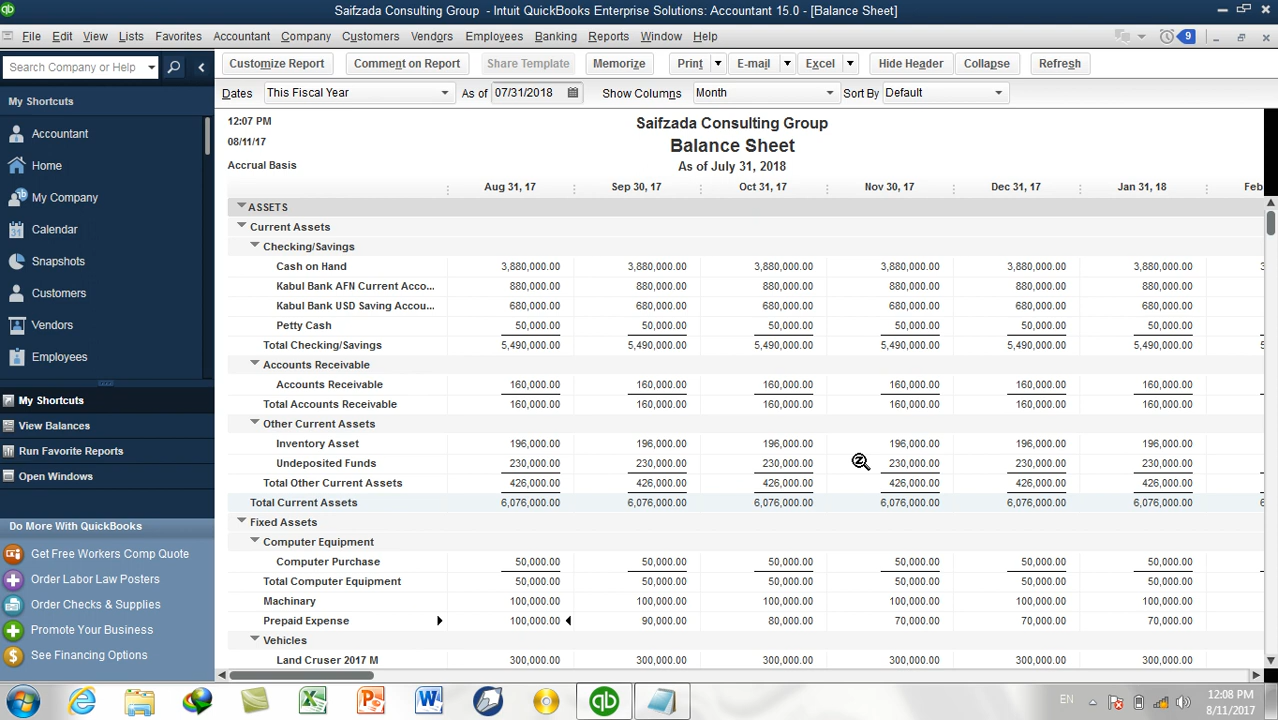 Saifzada Consulting Group - Intuit QuickBooks Enterprise Solutions: Accountant 15.0 - [Balance Sheet]
File Edit View Lists Favorites Accountant Company Customers Vendors Employees Banking Reports Window Help 9
Search Company or Help
Customize Report Comment on Report Share Template Memorize Print E-mail Excel Hide Header Collapse Refresh
Dates This Fiscal Year As of 07/31/2018 Show Columns Month Sort By Default
My Shortcuts
Accountant
Home
My Company
Calendar
31
Snapshots
Customers
Vendors
Employees
My Shortcuts
View Balances
Run Favorite Reports
Open Windows
Do More With QuickBooks
Get Free Workers Comp Quote
Order Labor Law Posters
Order Checks & Supplies
Promote Your Business
See Financing Options
12:07 PM
08/11/17
Accrual Basis
Saifzada Consulting Group
Balance Sheet
As of July 31, 2018
Aug 31, 17 Sep 30, 17 Oct 31, 17 Nov 30, 17 Dec 31, 17 Jan 31, 18 Feb
ASSETS
Current Assets
Checking/Savings
Cash on Hand 3,880,000.00 3,880,000.00 3,880,000.00 3,880,000.00 3,880,000.00 3,880,000.00 3
Kabul Bank AFN Current Acco... 880,000.00 880,000.00 880,000.00 880,000.00 880,000.00 880,000.00
Kabul Bank USD Saving Accou... 680,000.00 680,000.00 680,000.00 680,000.00 680,000.00 680,000.00
Petty Cash 50,000.00 50,000.00 50,000.00 50,000.00 50,000.00 50,000.00
Total Checking/Savings 5,490,000.00 5,490,000.00 5,490,000.00 5,490,000.00 5,490,000.00 5,490,000.00 5
Accounts Receivable
Accounts Receivable 160,000.00 160,000.00 160,000.00 160,000.00 160,000.00 160,000.00
Total Accounts Receivable 160,000.00 160,000.00 160,000.00 160,000.00 160,000.00 160,000.00
Other Current Assets
Inventory Asset 196,000.00 196,000.00 196,000.00 196,000.00 196,000.00 196,000.00
Undeposited Funds 230,000.00 230,000.00 230,000.00 230,000.00 230,000.00 230,000.00
Total Other Current Assets 426,000.00 426,000.00 426,000.00 426,000.00 426,000.00 426,000.00
Total Current Assets 6,076,000.00 6,076,000.00 6,076,000.00 6,076,000.00 6,076,000.00 6,076,000.00 6
Fixed Assets
Computer Equipment
Computer Purchase 50,000.00 50,000.00 50,000.00 50,000.00 50,000.00 50,000.00
Total Computer Equipment 50,000.00 50,000.00 50,000.00 50,000.00 50,000.00 50,000.00
Machinary 100,000.00 100,000.00 100,000.00 100,000.00 100,000.00 100,000.00
Prepaid Expense 100,000.00 90,000.00 80,000.00 70,000.00 70,000.00 70,000.00
Vehicles
Land Cruser 2017 M 300,000.00 300,000.00 300,000.00 300,000.00 300,000.00 300,000.00
EN
12:08 PM
8/11/2017